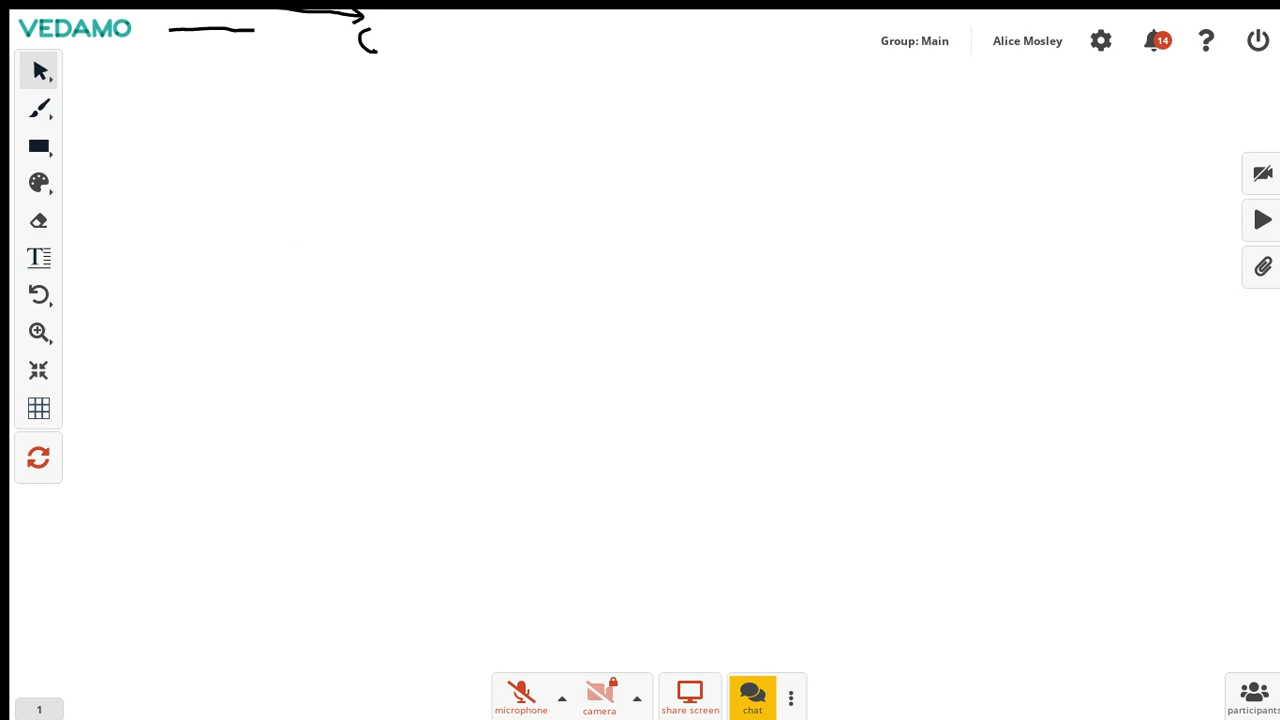 VEDAMO
Group: Main
Alice Mosley
14
?
T
1
microphone
camera
share screen
chat
participants